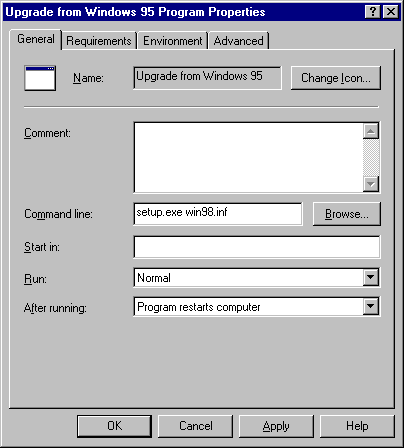 Upgrade from Windows 95 Program Properties
General Requirements Environment Advanced
Name: Upgrade from Windows 95 Change Icon...
Comment:
Command line: setup.exe win98.inf Browse...
Start in:
Run: Normal
After running: Program restarts computer
OK Cancel Apply Help